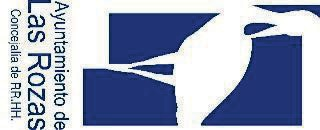 Ayuntamiento de
Las Rozas
Concejalía de RR.HH.